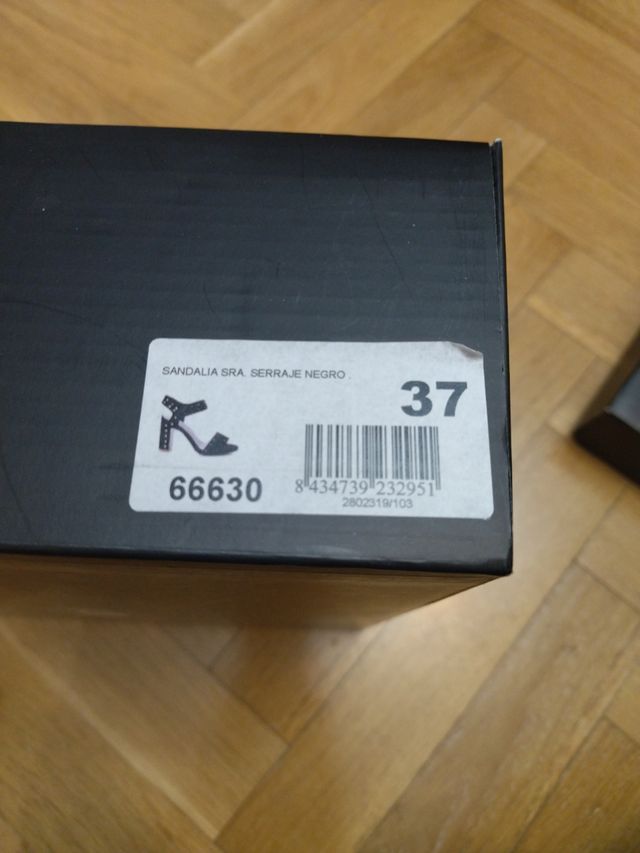 SANDALIA SRA. SERRAJE NEGRO .
37
66630
8 434739 232951
2802319/103